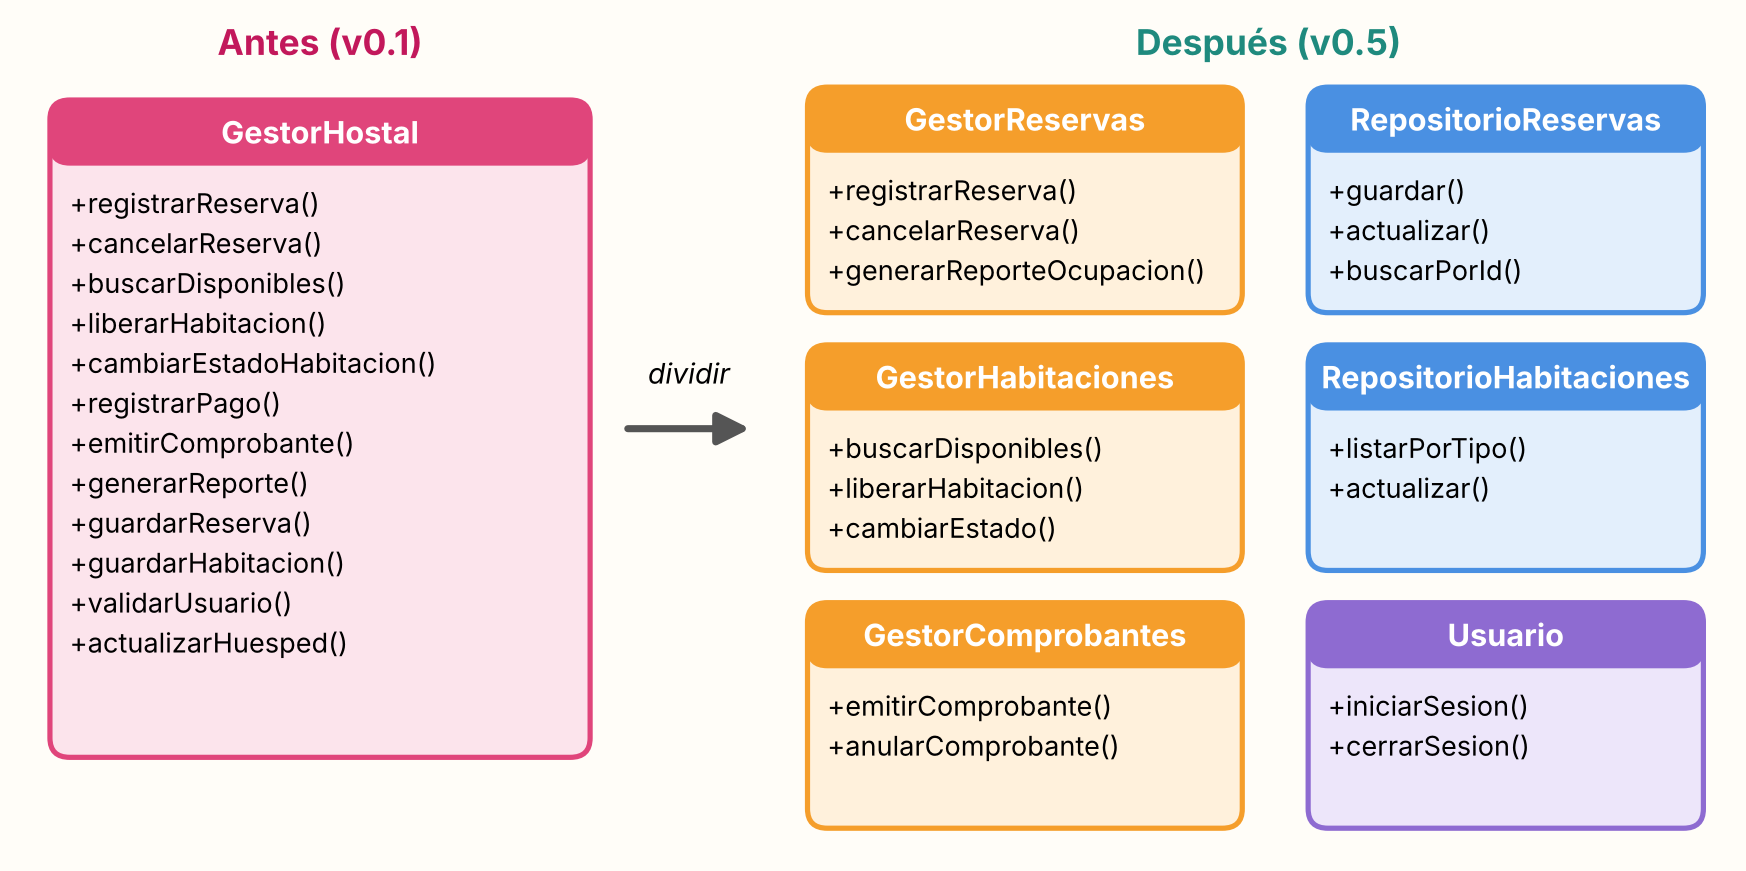 Antes (v0.1)
GestorHostal
+registrarReserva()
+cancelarReserva()
+buscarDisponibles()
+liberarHabitacion()
+cambiarEstadoHabitacion()
+registrarPago()
+emitirComprobante()
+generarReporte()
+guardarReserva()
+guardarHabitacion()
+validarUsuario()
+actualizarHuesped()
dividir
Después (v0.5)
GestorReservas
+registrarReserva()
+cancelarReserva()
+generarReporteOcupacion()
RepositorioReservas
+guardar()
+actualizar()
+buscarPorId()
GestorHabitaciones
+buscarDisponibles()
+liberarHabitacion()
+cambiarEstado()
RepositorioHabitaciones
+listarPorTipo()
+actualizar()
GestorComprobantes
+emitirComprobante()
+anularComprobante()
Usuario
+iniciarSesion()
+cerrarSesion()